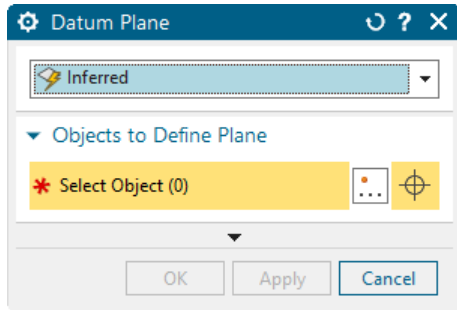 Datum Plane
Inferred
Objects to Define Plane
* Select Object (0)
OK Apply Cancel